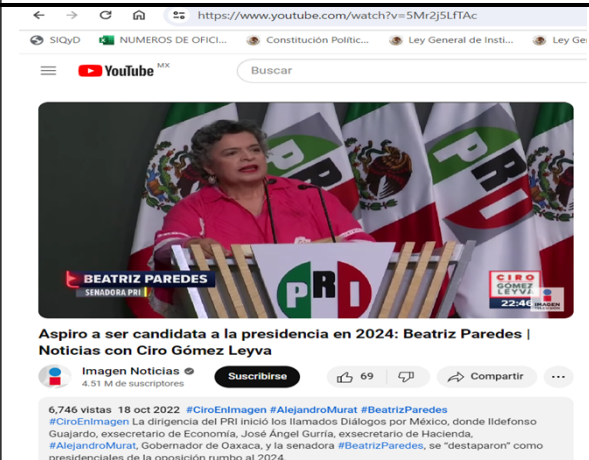 https://www.youtube.com/watch?v=5Mr2j5LfTAc
SIQyD NUMEROS DE OFICI... Constitución Polític... Ley General de Insti... Ley Ge
YouTube MX
Buscar
PRI
BEATRIZ PAREDES
SENADORA PRI
PRI
CIRO
GÓMEZ
LEYVA
22:46
IMAGEN
Aspiro a ser candidata a la presidencia en 2024: Beatriz Paredes |
Noticias con Ciro Gómez Leyva
Imagen Noticias
4.51 M de suscriptores
Suscribirse
69
Compartir
...
6,746 vistas 18 oct 2022 #CiroEnImagen #AlejandroMurat #BeatrizParedes
#CiroEnImagen La dirigencia del PRI inició los llamados Diálogos por México, donde Ildefonso
Guajardo, exsecretario de Economía, José Ángel Gurría, exsecretario de Hacienda,
#AlejandroMurat, Gobernador de Oaxaca, y la senadora #BeatrizParedes, se "destaparon" como
presidenciales de la oposición rumbo al 2024.